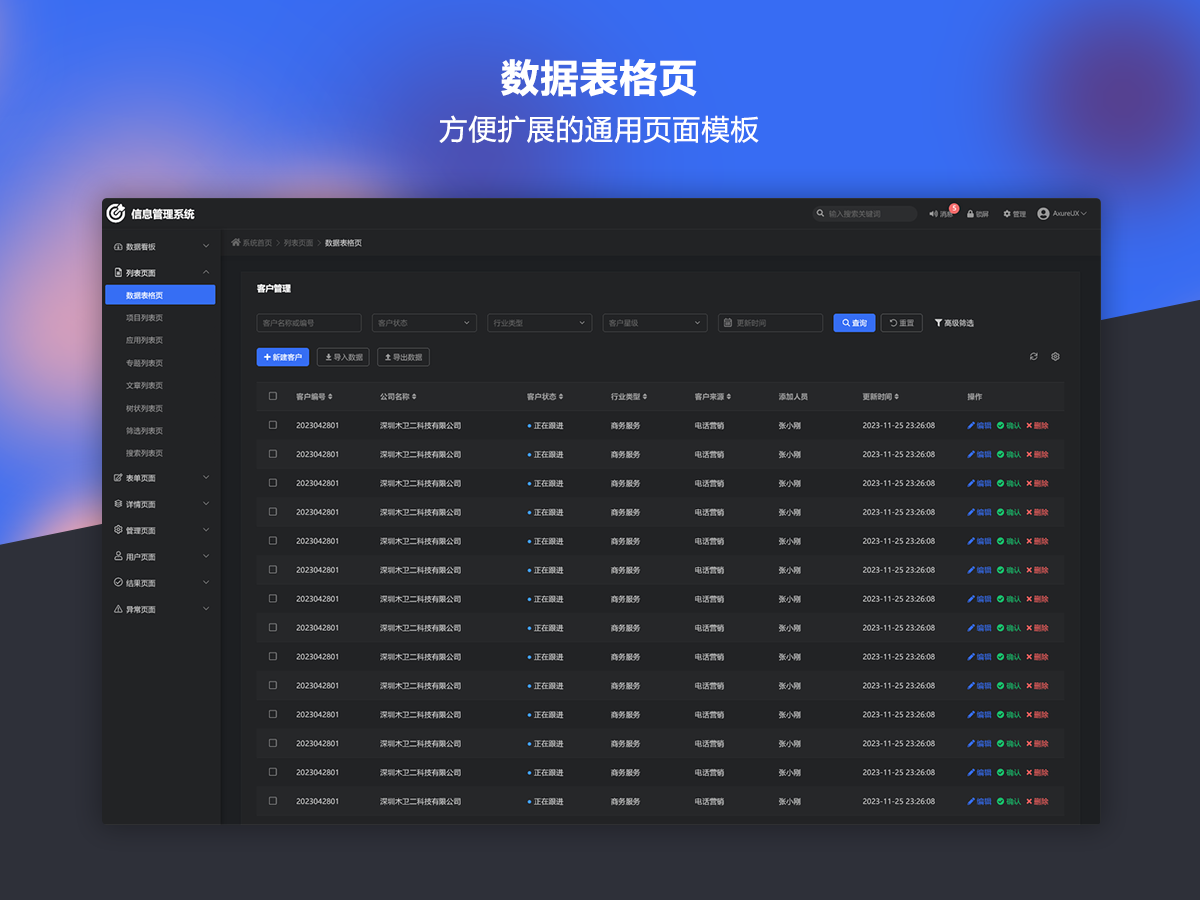 数据表格页
方便扩展的通用页面模板
信息管理系统
输入搜索关键词
消息 5
锁屏
管理
AxureUX
系统首页 > 列表页面 > 数据表格页
数据看板
列表页面
数据表格页
项目列表页
应用列表页
专题列表页
文章列表页
树状列表页
筛选列表页
搜索列表页
表单页面
详情页面
管理页面
用户页面
结果页面
异常页面
客户管理
客户名称或编号 客户状态 行业类型 客户星级 更新时间 查询 重置 高级筛选
新建客户 导入数据 导出数据
客户编号 公司名称 客户状态 行业类型 客户来源 添加人员 更新时间 操作
2023042801 深圳木卫二科技有限公司 正在跟进 商务服务 电话营销 张小刚 2023-11-25 23:26:08 编辑 确认 删除
2023042801 深圳木卫二科技有限公司 正在跟进 商务服务 电话营销 张小刚 2023-11-25 23:26:08 编辑 确认 删除
2023042801 深圳木卫二科技有限公司 正在跟进 商务服务 电话营销 张小刚 2023-11-25 23:26:08 编辑 确认 删除
2023042801 深圳木卫二科技有限公司 正在跟进 商务服务 电话营销 张小刚 2023-11-25 23:26:08 编辑 确认 删除
2023042801 深圳木卫二科技有限公司 正在跟进 商务服务 电话营销 张小刚 2023-11-25 23:26:08 编辑 确认 删除
2023042801 深圳木卫二科技有限公司 正在跟进 商务服务 电话营销 张小刚 2023-11-25 23:26:08 编辑 确认 删除
2023042801 深圳木卫二科技有限公司 正在跟进 商务服务 电话营销 张小刚 2023-11-25 23:26:08 编辑 确认 删除
2023042801 深圳木卫二科技有限公司 正在跟进 商务服务 电话营销 张小刚 2023-11-25 23:26:08 编辑 确认 删除
2023042801 深圳木卫二科技有限公司 正在跟进 商务服务 电话营销 张小刚 2023-11-25 23:26:08 编辑 确认 删除
2023042801 深圳木卫二科技有限公司 正在跟进 商务服务 电话营销 张小刚 2023-11-25 23:26:08 编辑 确认 删除
2023042801 深圳木卫二科技有限公司 正在跟进 商务服务 电话营销 张小刚 2023-11-25 23:26:08 编辑 确认 删除
2023042801 深圳木卫二科技有限公司 正在跟进 商务服务 电话营销 张小刚 2023-11-25 23:26:08 编辑 确认 删除
2023042801 深圳木卫二科技有限公司 正在跟进 商务服务 电话营销 张小刚 2023-11-25 23:26:08 编辑 确认 删除
2023042801 深圳木卫二科技有限公司 正在跟进 商务服务 电话营销 张小刚 2023-11-25 23:26:08 编辑 确认 删除